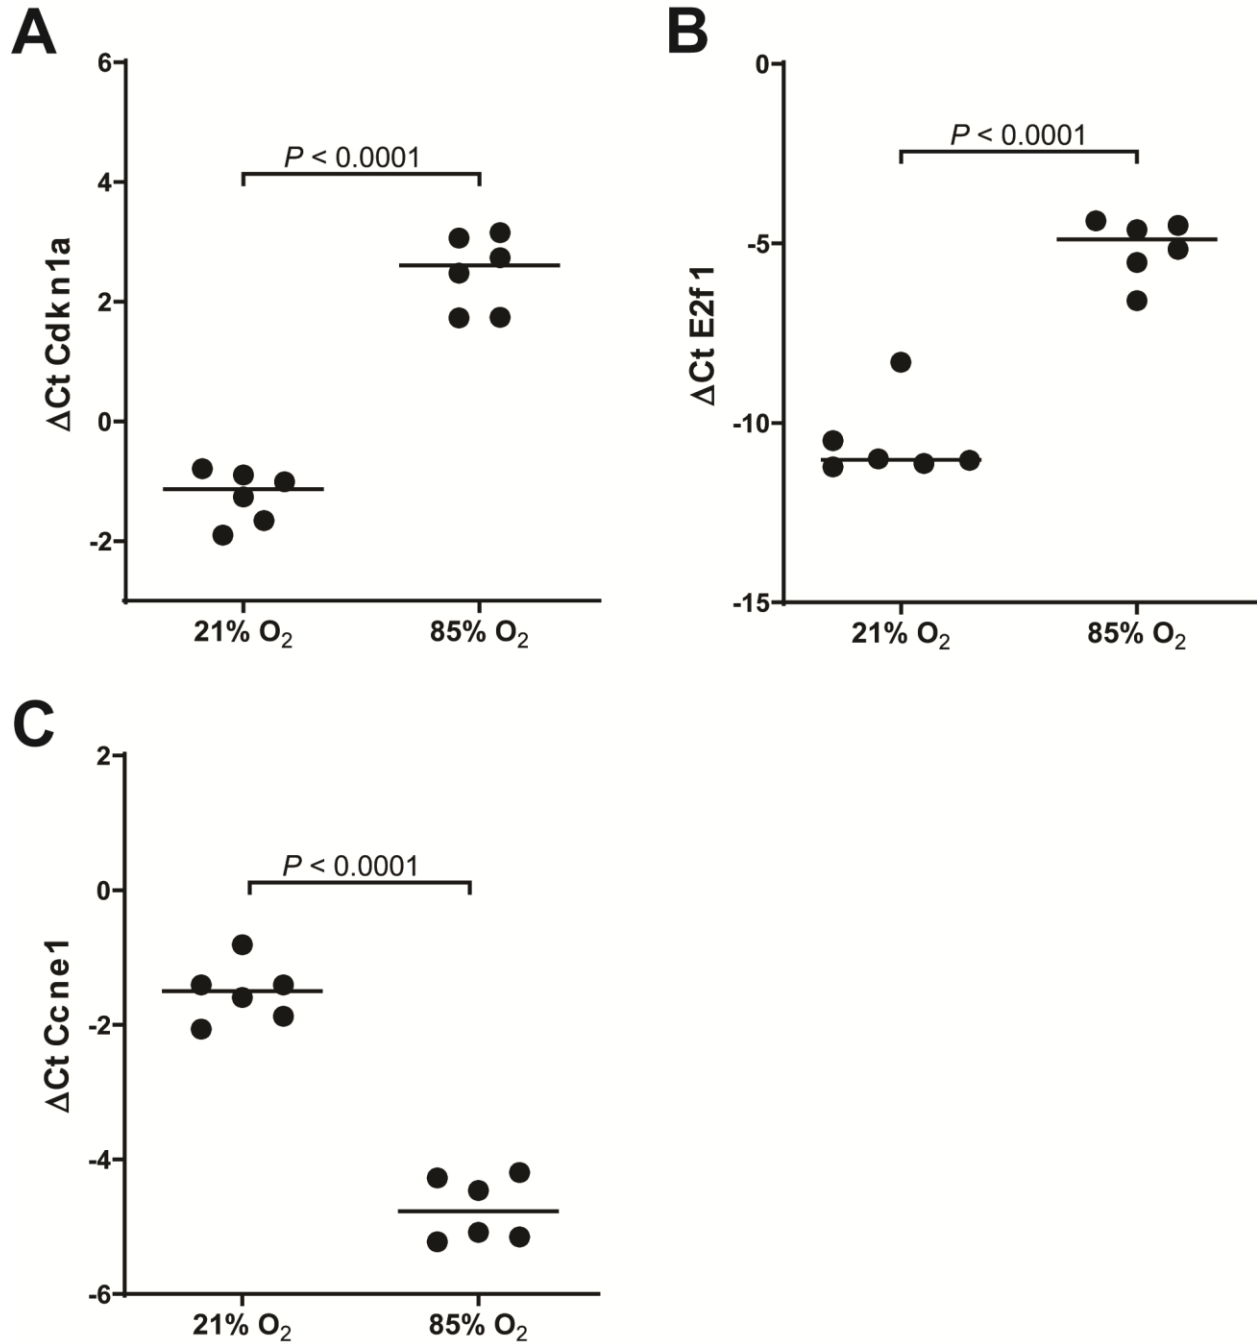 A
6
4
2
0
-2
ΔCt Cdkn1a
P < 0.0001
21% O₂
85% O₂
B
0
-5
-10
-15
ΔCt E2f1
P < 0.0001
21% O₂
85% O₂
C
2
0
-2
-4
-6
ΔCt Ccne1
P < 0.0001
21% O₂
85% O₂